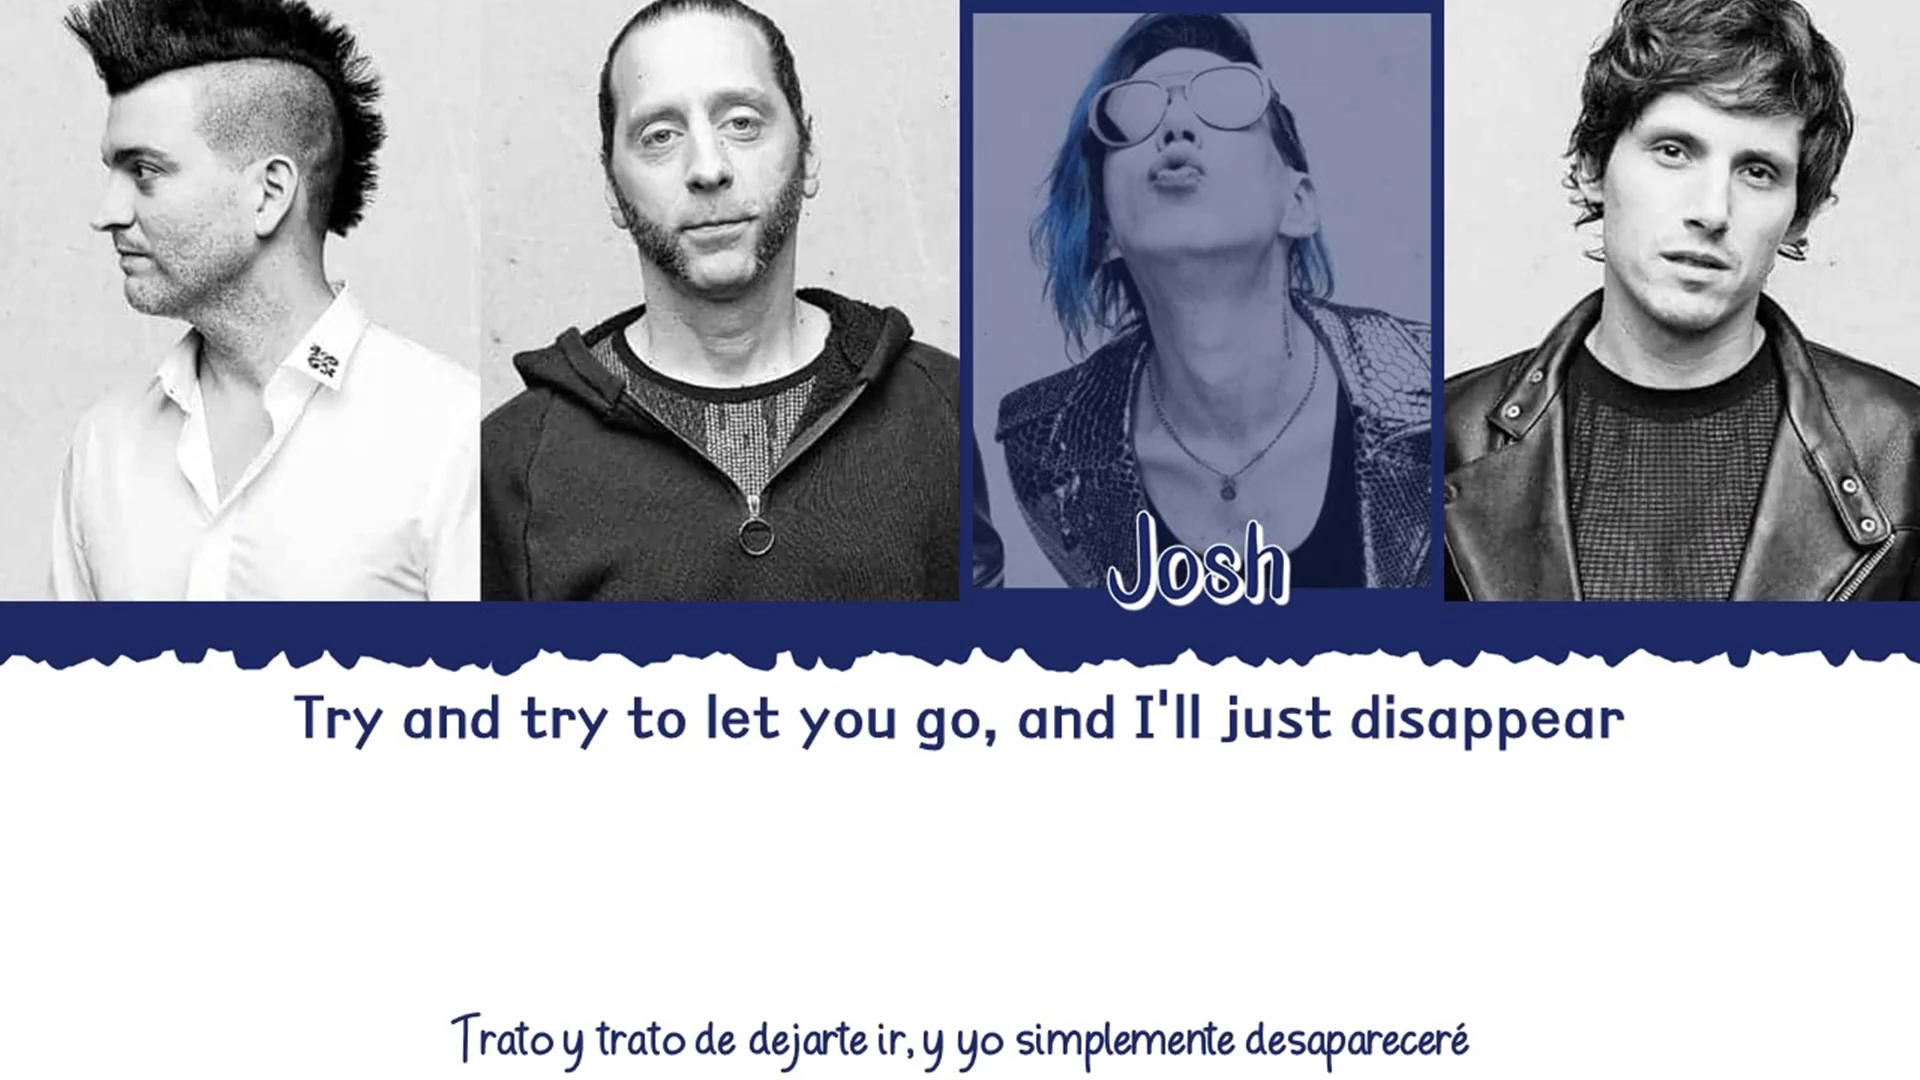 Josh
Try and try to let you go, and I'll just disappear
Trato y trato de dejarte ir, y yo simplemente desapareceré